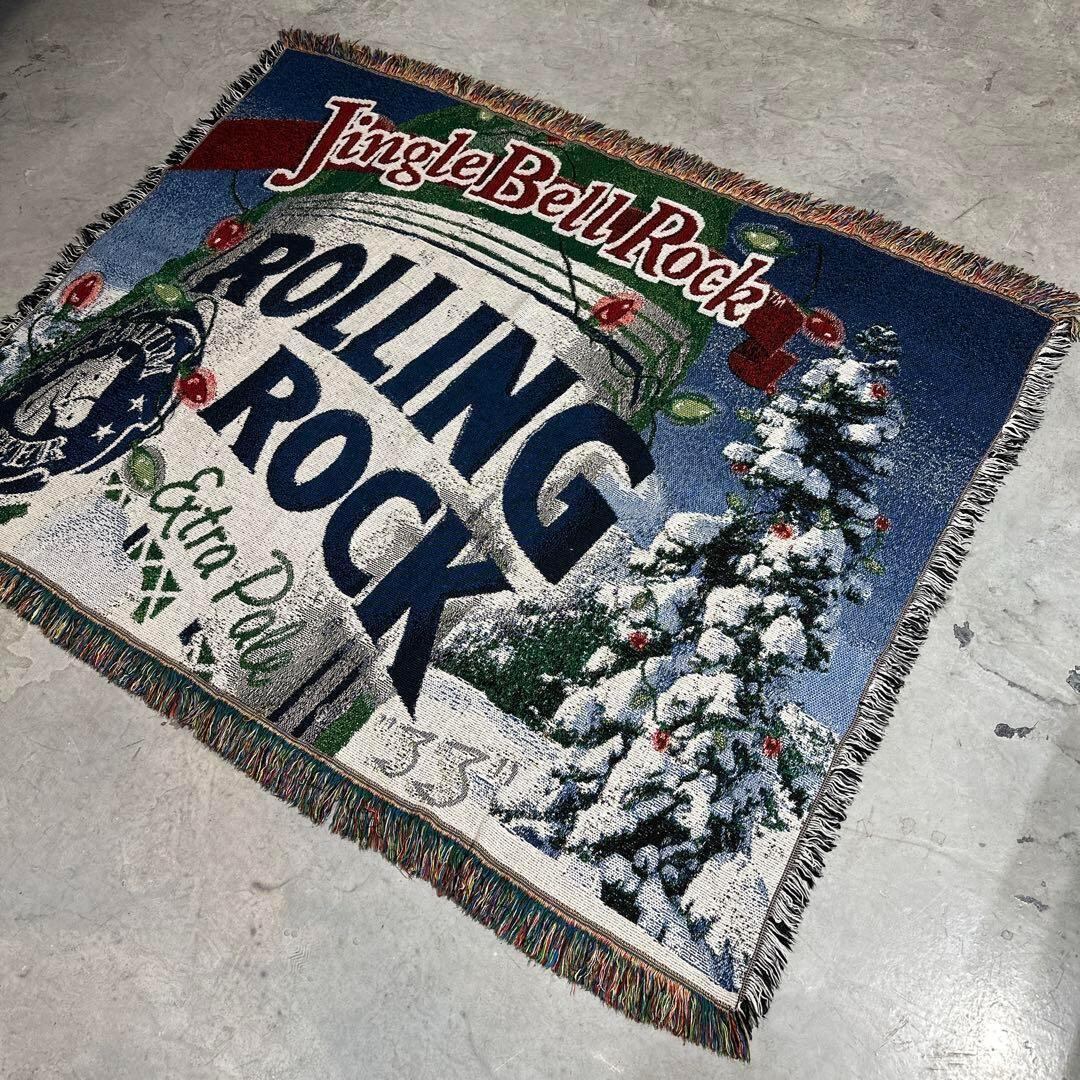 Jingle Bell Rock™
ROLLING
ROCK
Extra Pale
"33"